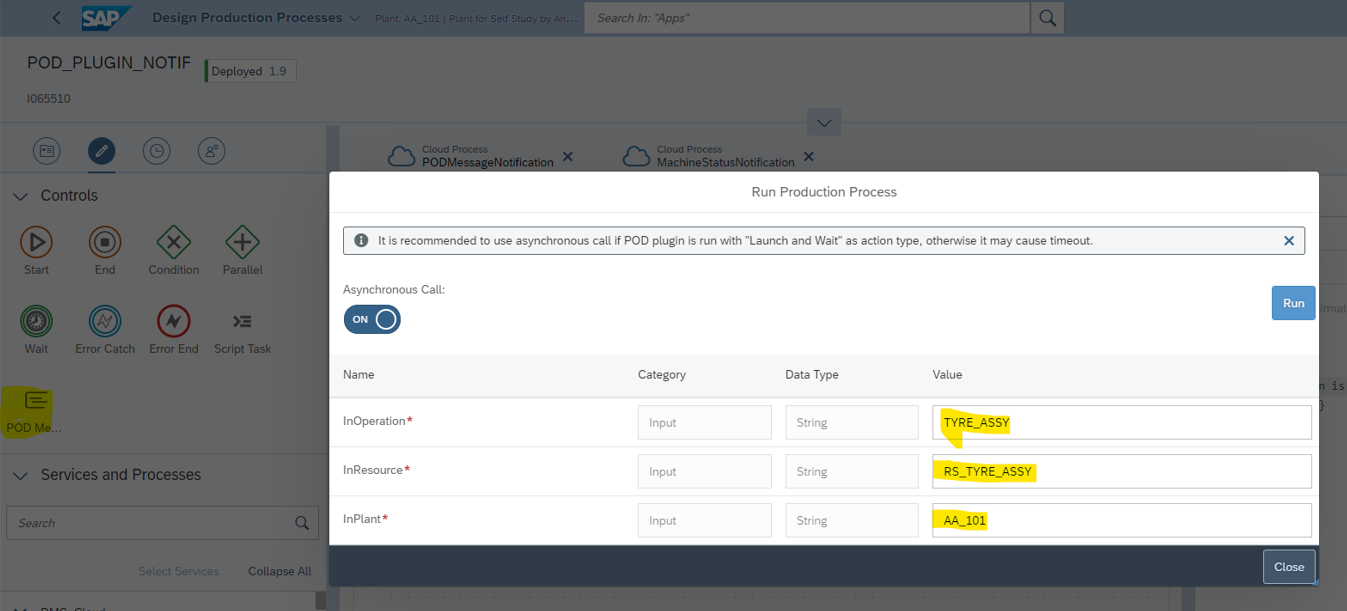 SAP Design Production Processes Plant: AA_101 ( Plant for Self Study by An... Search In: "Apps"
POD_PLUGIN_NOTIF
Deployed 1.9
I065510
Cloud Process
PODMessageNotification
Cloud Process
MachineStatusNotification
Controls
Start End Condition Parallel
Wait Error Catch Error End Script Task
POD Me...
Services and Processes
Search
Select Services Collapse All
DMC_Cloud
Run Production Process
It is recommended to use asynchronous call if POD plugin is run with "Launch and Wait" as action type, otherwise it may cause timeout.
Asynchronous Call:
ON
Run
Name Category Data Type Value
InOperation* Input String TYRE_ASSY
InResource* Input String RS_TYRE_ASSY
InPlant* Input String AA_101
Close